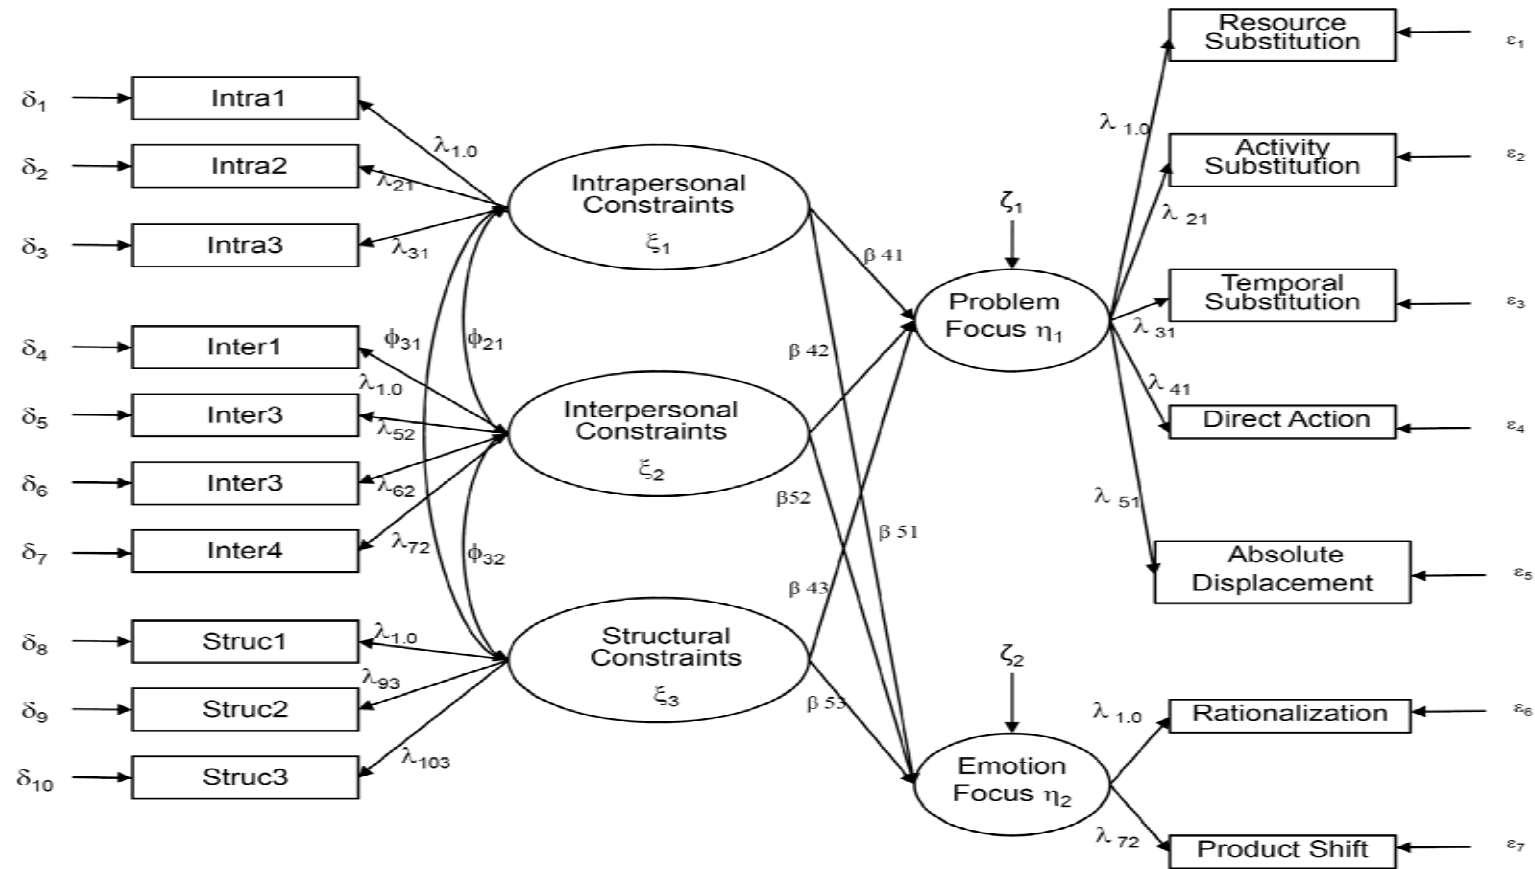 δ1
Intra1
δ2
Intra2
δ3
Intra3
δ4
Inter1
δ5
Inter3
δ6
Inter3
δ7
Inter4
δ8
Struc1
δ9
Struc2
δ10
Struc3
λ1.0
λ21
λ31
λ1.0
λ52
λ62
λ72
λ1.0
λ93
λ103
ϕ31
ϕ21
ϕ32
Intrapersonal
Constraints
ξ1
Interpersonal
Constraints
ξ2
Structural
Constraints
ξ3
β 41
β 42
β52
β 51
β 43
β 53
ζ1
Problem
Focus η1
ζ2
Emotion
Focus η2
λ 1.0
λ 21
λ 31
λ 41
λ 51
λ 1.0
λ 72
Resource
Substitution
ε1
Activity
Substitution
ε2
Temporal
Substitution
ε3
Direct Action
ε4
Absolute
Displacement
ε5
Rationalization
ε6
Product Shift
ε7